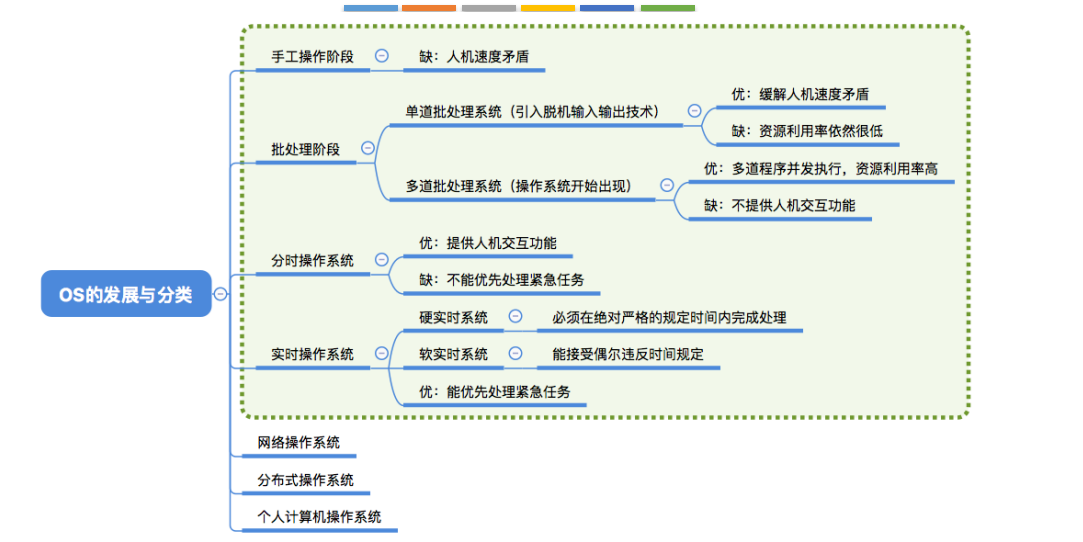 OS的发展与分类
手工操作阶段
缺：人机速度矛盾
批处理阶段
单道批处理系统（引入脱机输入输出技术）
优：缓解人机速度矛盾
缺：资源利用率依然很低
多道批处理系统（操作系统开始出现）
优：多道程序并发执行，资源利用率高
缺：不提供人机交互功能
分时操作系统
优：提供人机交互功能
缺：不能优先处理紧急任务
实时操作系统
硬实时系统
必须在绝对严格的规定时间内完成处理
软实时系统
能接受偶尔违反时间规定
优：能优先处理紧急任务
网络操作系统
分布式操作系统
个人计算机操作系统